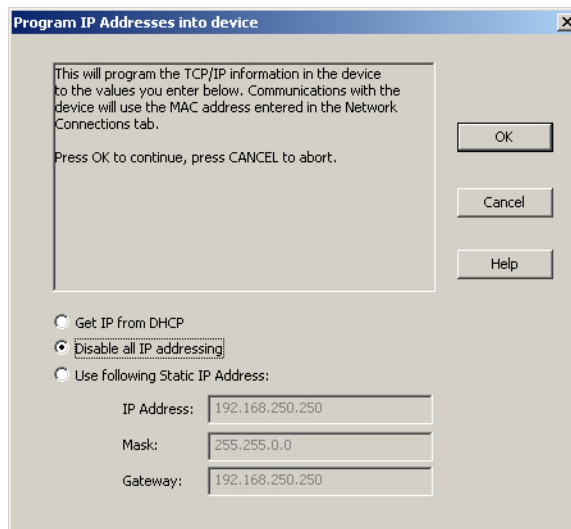 Program IP Addresses into device
This will program the TCP/IP information in the device
to the values you enter below. Communications with the
device will use the MAC address entered in the Network
Connections tab.
Press OK to continue, press CANCEL to abort.
OK
Cancel
Help
Get IP from DHCP
Disable all IP addressing
Use following Static IP Address:
IP Address: 192.168.250.250
Mask: 255.255.0.0
Gateway: 192.168.250.250